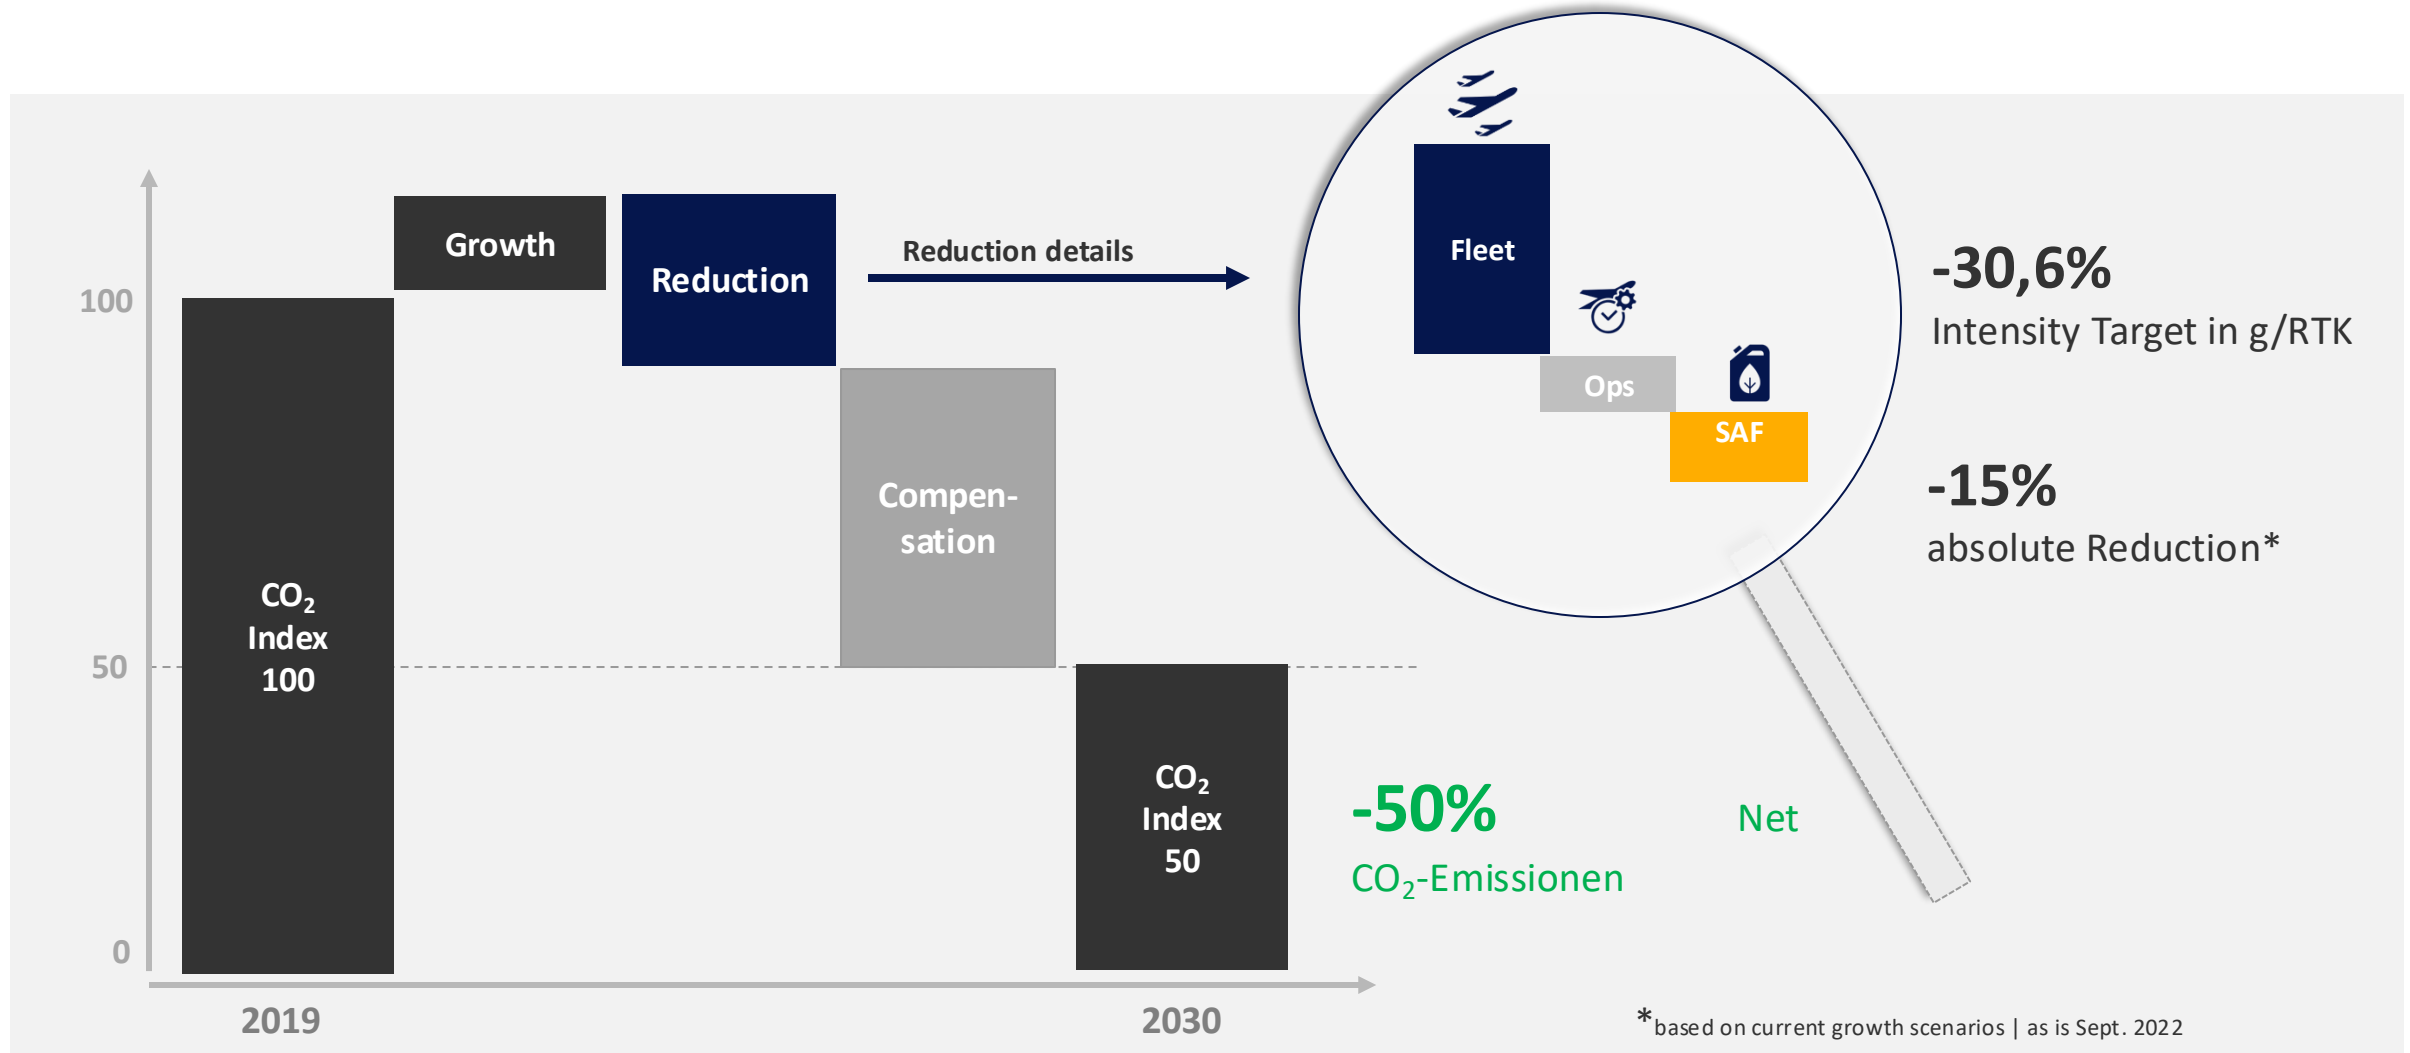 100
50
0
CO₂
Index
100
Growth
Reduction
Compen-
sation
CO₂
Index
50
2019
2030
Reduction details
Fleet
Ops
SAF
-30,6%
Intensity Target in g/RTK
-15%
absolute Reduction*
-50% Net
CO₂-Emissionen
*based on current growth scenarios | as is Sept. 2022